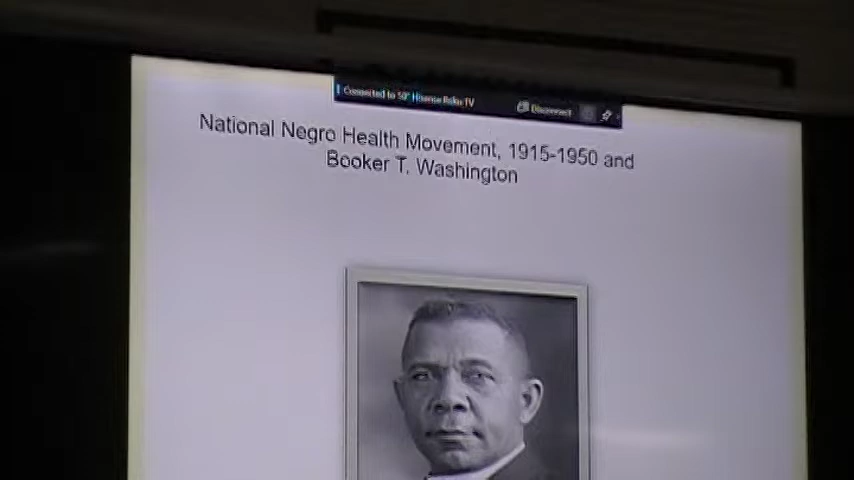 Connected to 50" Hisense Roku TV
Disconnect
National Negro Health Movement, 1915-1950 and
Booker T. Washington